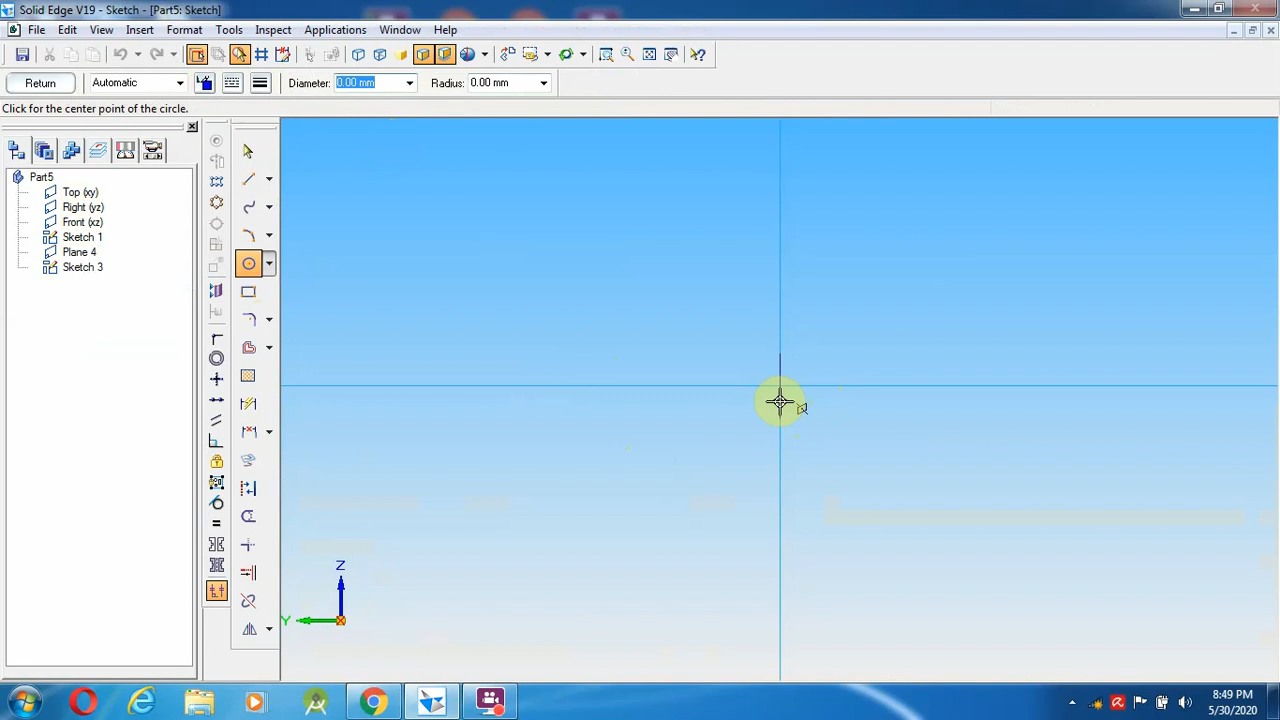 Solid Edge V19 - Sketch - [Part5: Sketch]
File Edit View Insert Format Tools Inspect Applications Window Help
Return Automatic Diameter: 0.00 mm Radius: 0.00 mm
Click for the center point of the circle.
Part5
Top (xy)
Right (yz)
Front (xz)
Sketch 1
Plane 4
Sketch 3
Z
Y
8:49 PM
5/30/2020